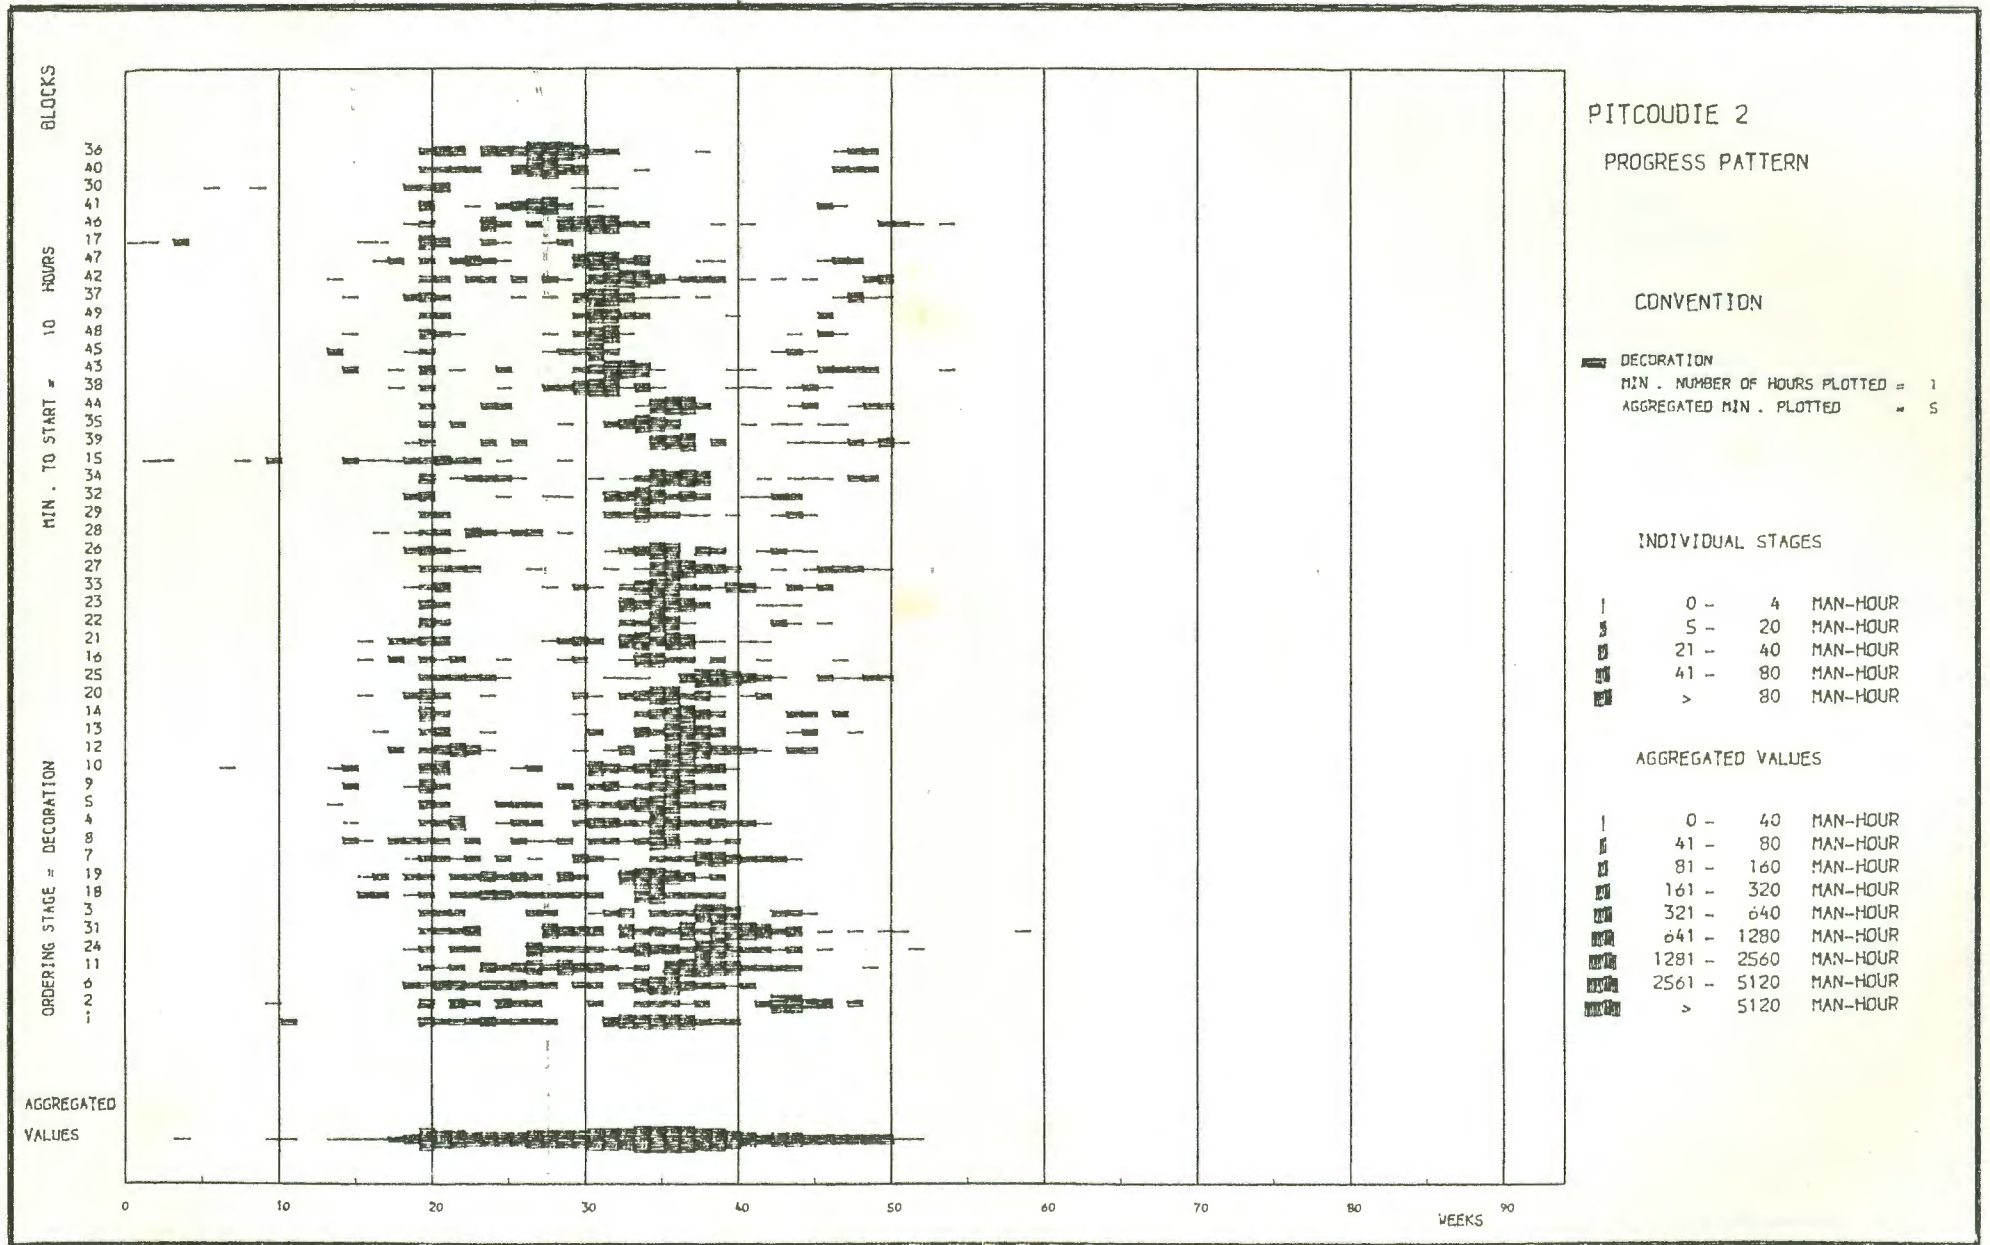 BLOCKS
MIN . TO START = 10 HOURS
ORDERING STAGE = DECORATION
36
40
30
41
46
17
47
42
37
49
48
45
43
38
44
35
39
15
34
32
29
28
26
27
33
23
22
21
16
25
20
14
13
12
10
9
5
4
8
7
19
18
3
31
24
11
6
2
1
AGGREGATED
VALUES
0 10 20 30 40 50 60 70 80 90
WEEKS
PITCOUDIE 2
PROGRESS PATTERN
CONVENTION
DECORATION
MIN . NUMBER OF HOURS PLOTTED = 1
AGGREGATED MIN . PLOTTED = 5
INDIVIDUAL STAGES
0 - 4 MAN-HOUR
5 - 20 MAN-HOUR
21 - 40 MAN-HOUR
41 - 80 MAN-HOUR
> 80 MAN-HOUR
AGGREGATED VALUES
0 - 40 MAN-HOUR
41 - 80 MAN-HOUR
81 - 160 MAN-HOUR
161 - 320 MAN-HOUR
321 - 640 MAN-HOUR
641 - 1280 MAN-HOUR
1281 - 2560 MAN-HOUR
2561 - 5120 MAN-HOUR
> 5120 MAN-HOUR